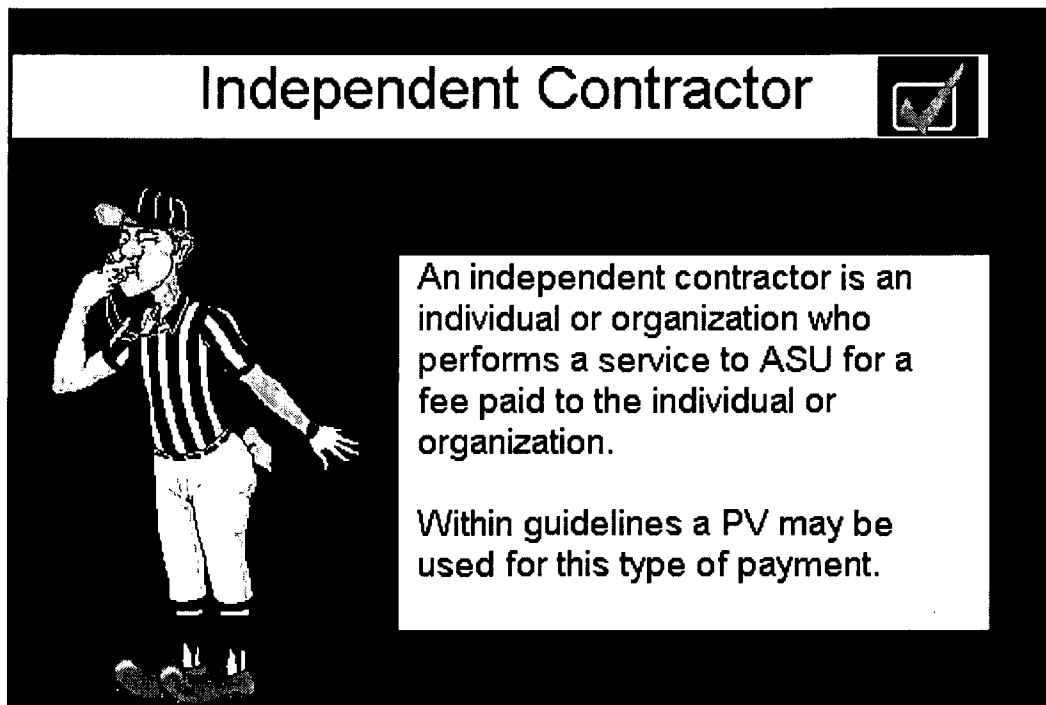 Independent Contractor
An independent contractor is an
individual or organization who
performs a service to ASU for a
fee paid to the individual or
organization.
Within guidelines a PV may be
used for this type of payment.